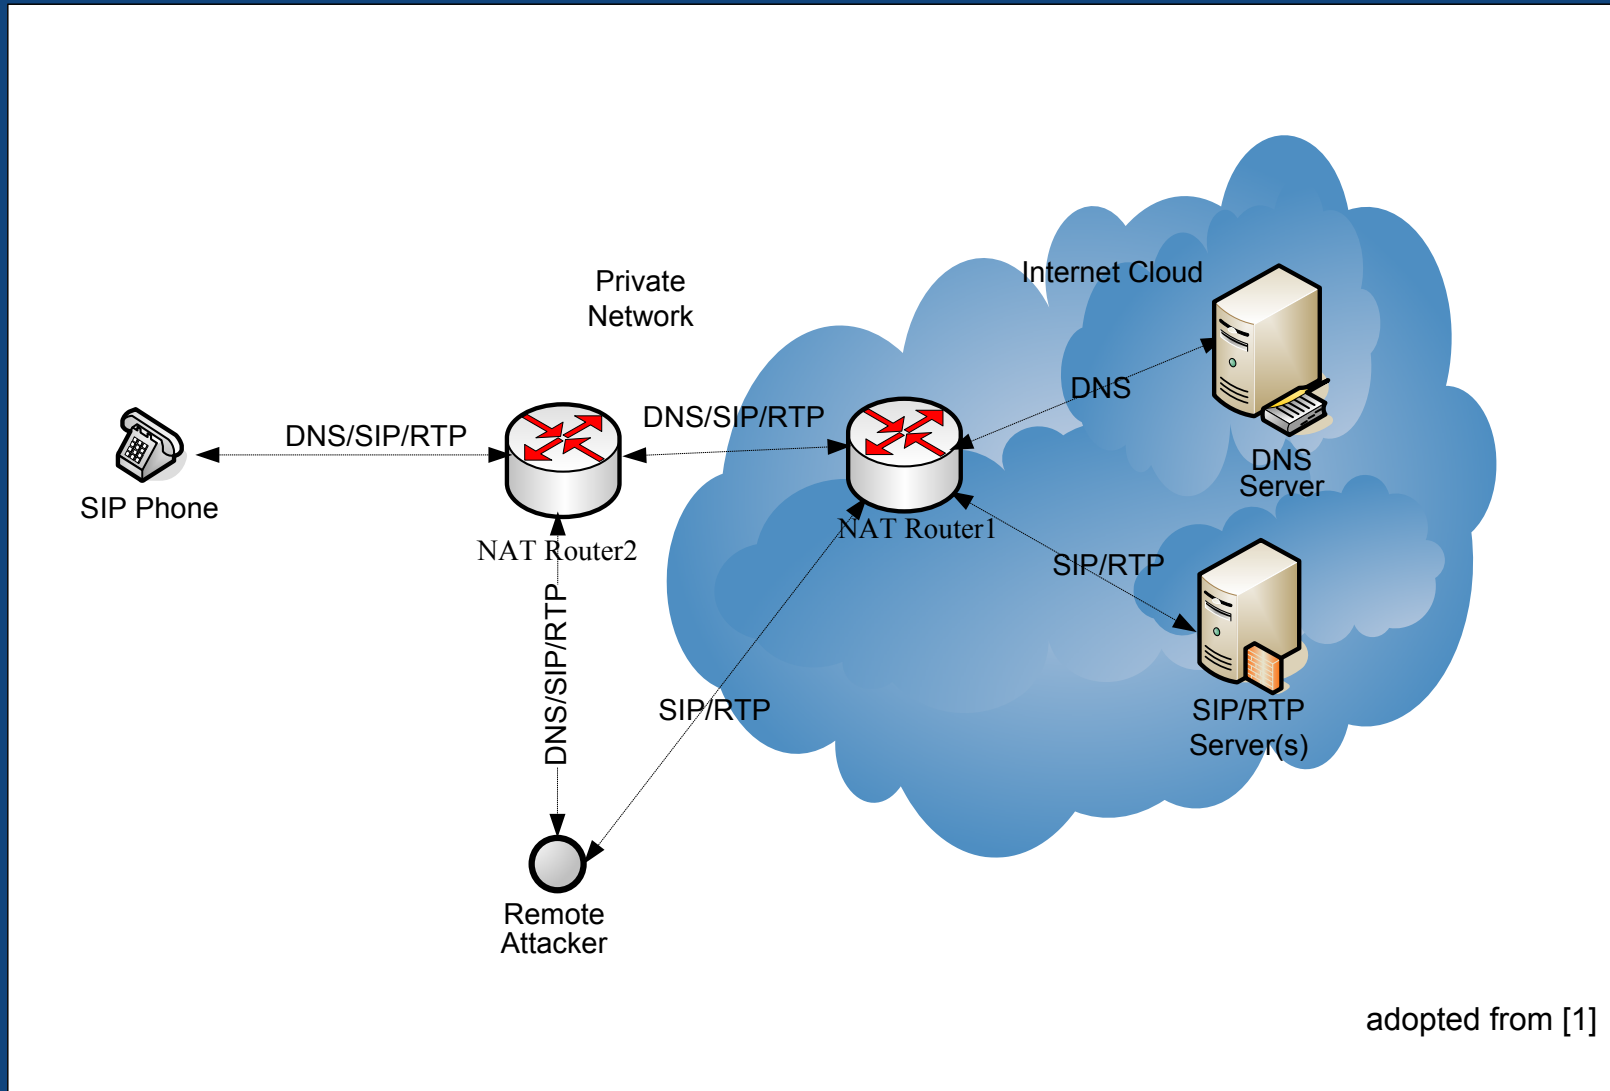 Private
Network
Internet Cloud
DNS
DNS/SIP/RTP
DNS/SIP/RTP
DNS
Server
SIP Phone
NAT Router2
NAT Router1
SIP/RTP
DNS/SIP/RTP
SIP/RTP
SIP/RTP
Server(s)
Remote
Attacker
adopted from [1]